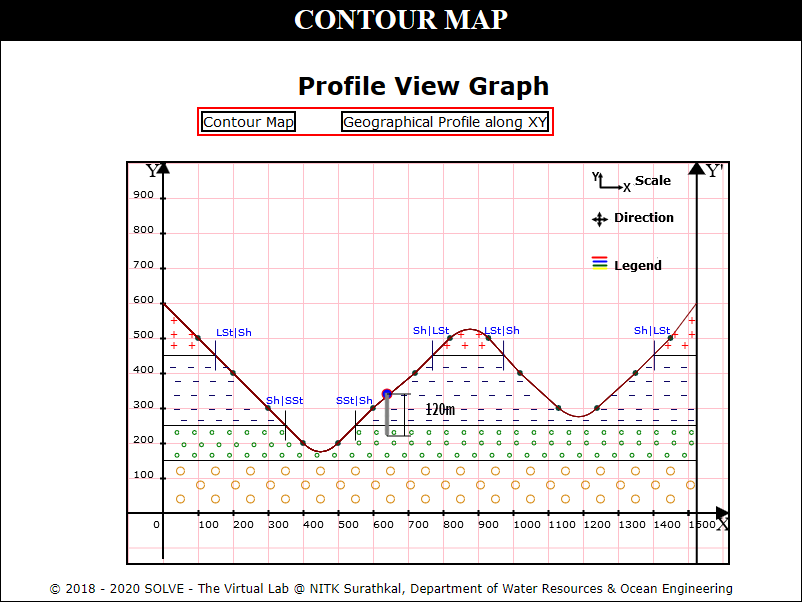 CONTOUR MAP
Profile View Graph
Contour Map Geographical Profile along XY
Y Y'
Y X Scale
Direction
Legend
900
800
700
600
500
400
300
200
100
LSt|Sh Sh|LSt LSt|Sh Sh|LSt
Sh|SSt SSt|Sh
120m
0 100 200 300 400 500 600 700 800 900 1000 1100 1200 1300 1400 1500 X
© 2018 - 2020 SOLVE - The Virtual Lab @ NITK Surathkal, Department of Water Resources & Ocean Engineering